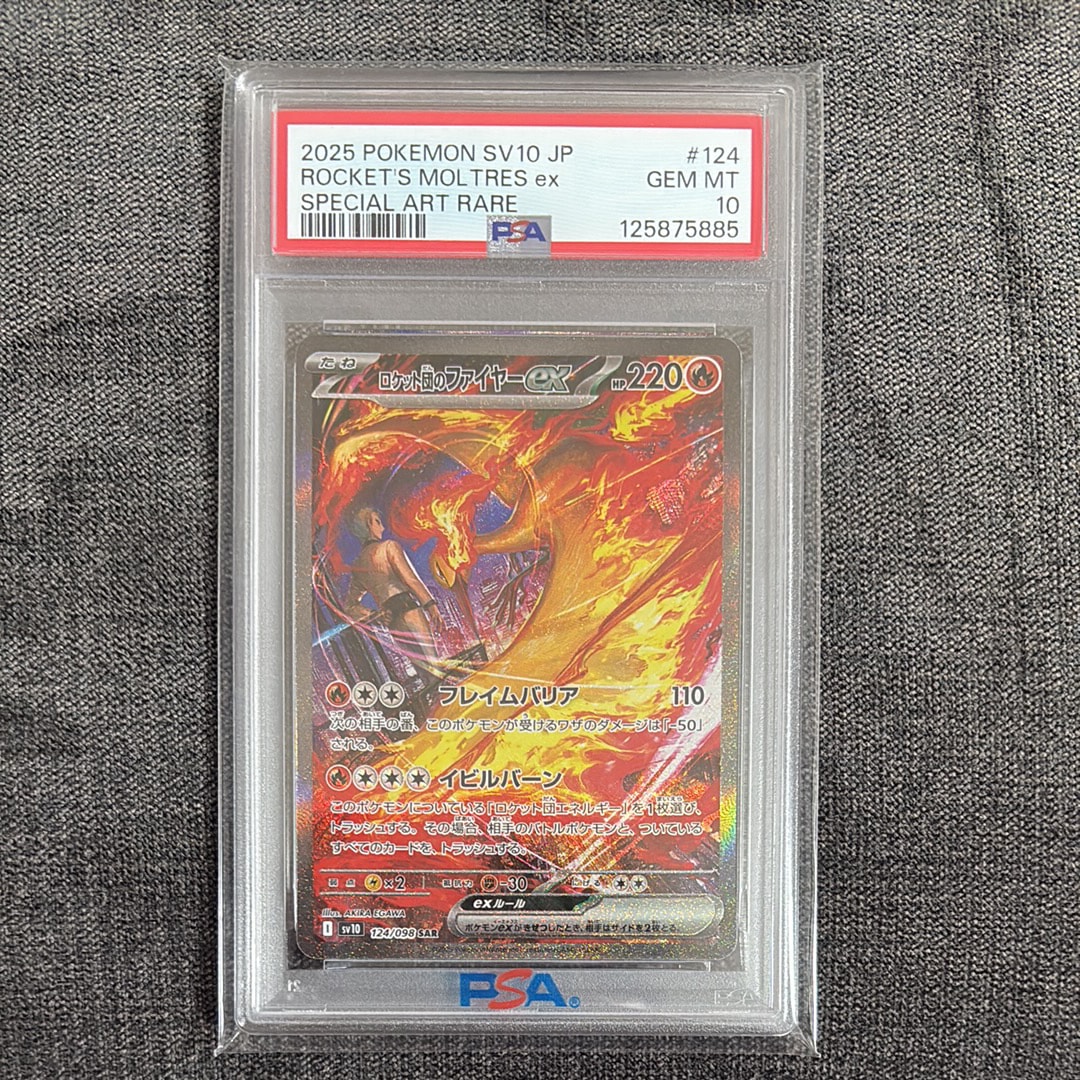 2025 POKEMON SV10 JP #124
ROCKET'S MOLTRES ex GEM MT
SPECIAL ART RARE 10
PSA 125875885
たね ロケット団のファイヤーex HP220
フレイムバリア 110
次の相手の番、このポケモンが受けるワザのダメージは「-50」
される。
イビルバーン
このポケモンについている「ロケット団エネルギー」を1枚選び、
トラッシュする。その場合、相手のバトルポケモンと、ついている
すべてのカードを、トラッシュする。
弱点 ×2 抵抗力 -30 にげる
exルール
ポケモンexがきぜつしたとき、相手はサイドを2枚とる。
Illus. AKIRA EGAWA
I sv10 124/098 SAR
PSA
PSA